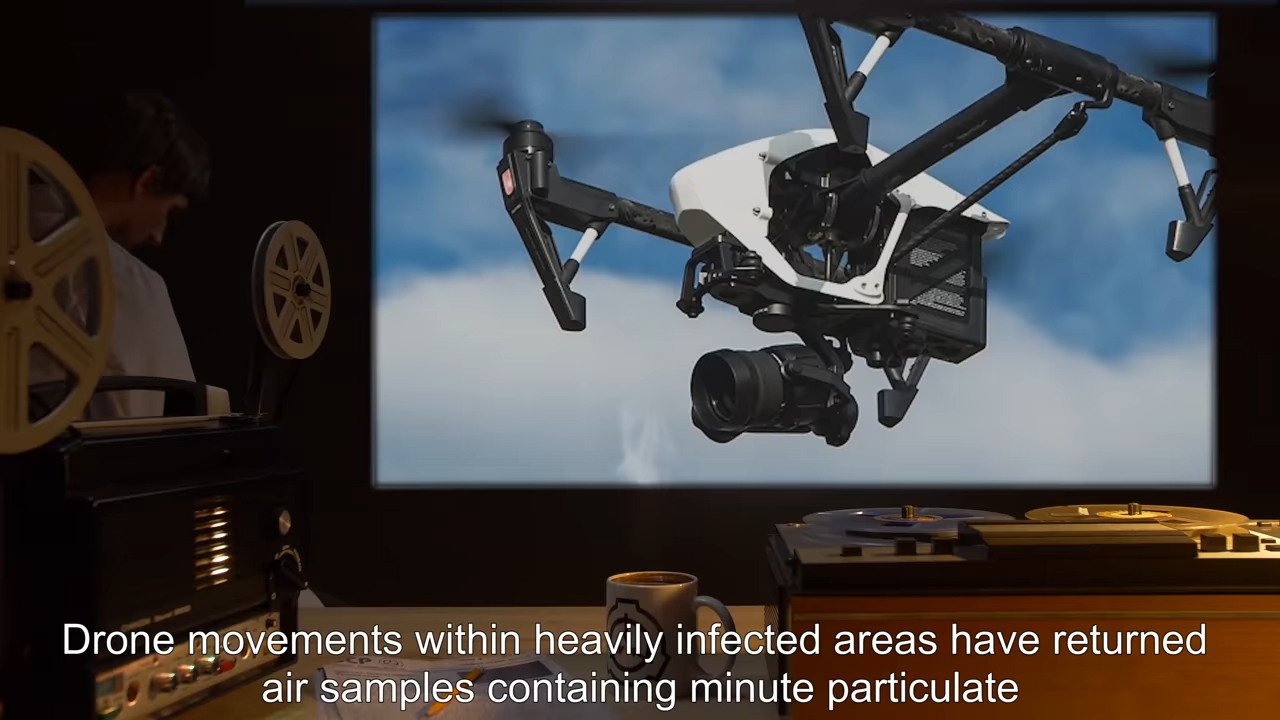 Drone movements within heavily infected areas have returned
air samples containing minute particulate